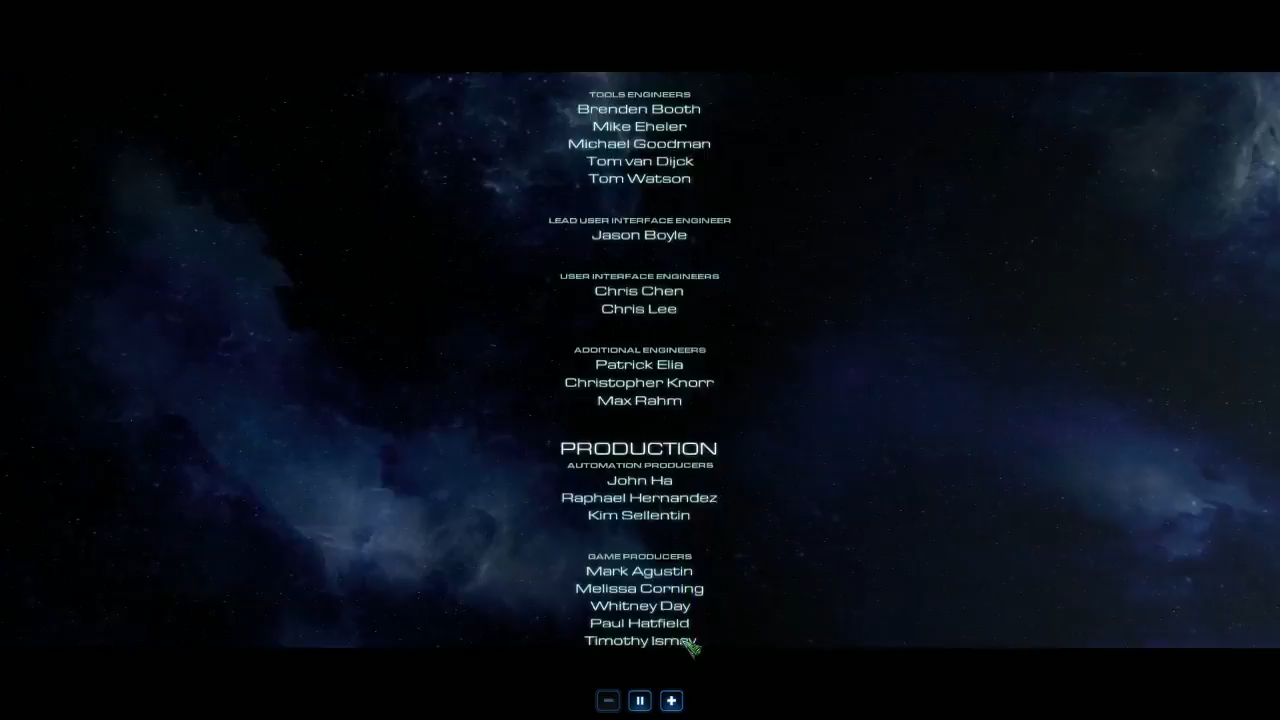 TOOLS ENGINEERS
Brenden Booth
Mike Eheler
Michael Goodman
Tom van Dijck
Tom Watson
LEAD USER INTERFACE ENGINEER
Jason Boyle
USER INTERFACE ENGINEERS
Chris Chen
Chris Lee
ADDITIONAL ENGINEERS
Patrick Elia
Christopher Knorr
Max Rahm
PRODUCTION
AUTOMATION PRODUCERS
John Ha
Raphael Hernandez
Kim Sellentin
GAME PRODUCERS
Mark Agustin
Melissa Corning
Whitney Day
Paul Hatfield
Timothy Ismay